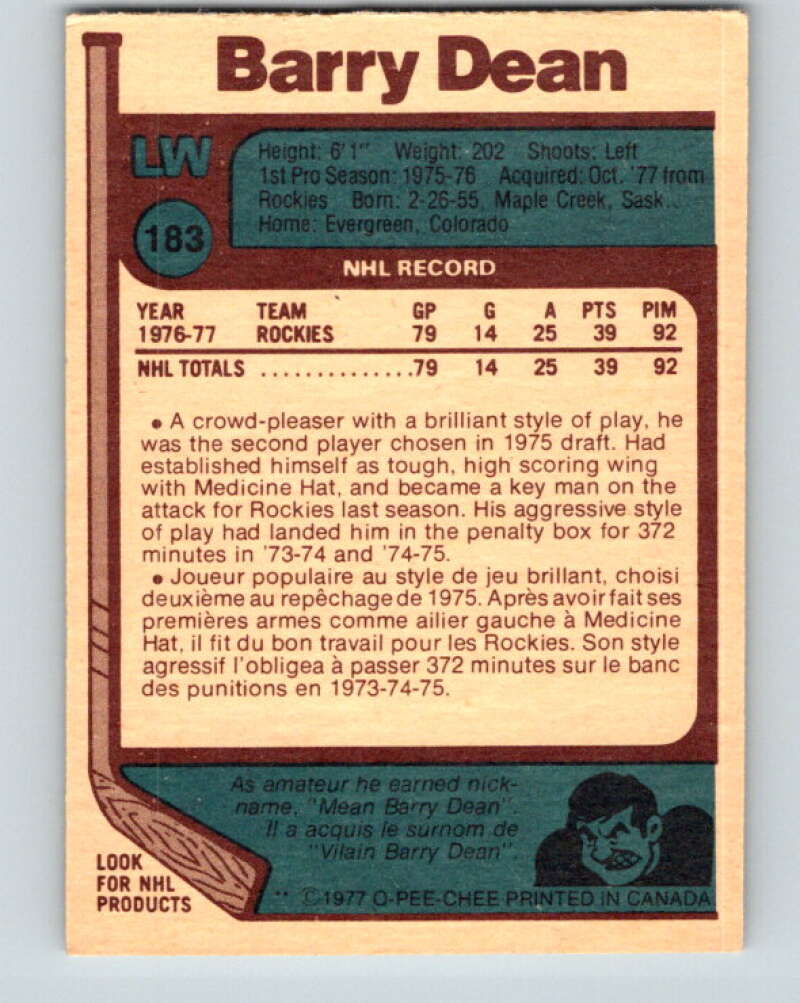 Barry Dean
LW
Height: 6'1" Weight: 202 Shoots: Left
1st Pro Season: 1975-76 Acquired: Oct. '77 from
Rockies Born: 2-26-55, Maple Creek, Sask.
Home: Evergreen, Colorado
183
NHL RECORD
YEAR TEAM GP G A PTS PIM
1976-77 ROCKIES 79 14 25 39 92
NHL TOTALS ..............79 14 25 39 92
• A crowd-pleaser with a brilliant style of play, he
was the second player chosen in 1975 draft. Had
established himself as tough, high scoring wing
with Medicine Hat, and became a key man on the
attack for Rockies last season. His aggressive style
of play had landed him in the penalty box for 372
minutes in '73-74 and '74-75.
• Joueur populaire au style de jeu brillant, choisi
deuxième au repêchage de 1975. Après avoir fait ses
premières armes comme ailier gauche à Medicine
Hat, il fit du bon travail pour les Rockies. Son style
agressif l'obligea à passer 372 minutes sur le banc
des punitions en 1973-74-75.
As amateur he earned nick-
name, "Mean Barry Dean".
Il a acquis le surnom de
"Vilain Barry Dean".
LOOK
FOR NHL
PRODUCTS
** ©1977 O-PEE-CHEE PRINTED IN CANADA